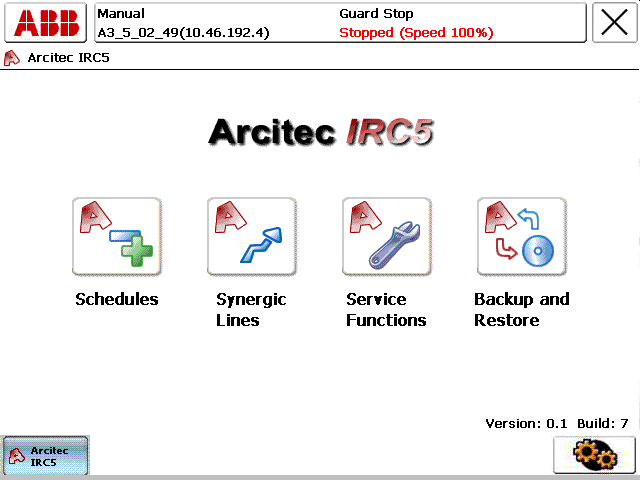 ABB
Manual
Guard Stop
A3_5_02_49(10.46.192.4)
Stopped (Speed 100%)
Arcitec IRC5
Arcitec IRC5
Schedules
Synergic
Lines
Service
Functions
Backup and
Restore
Version: 0.1 Build: 7
Arcitec
IRC5